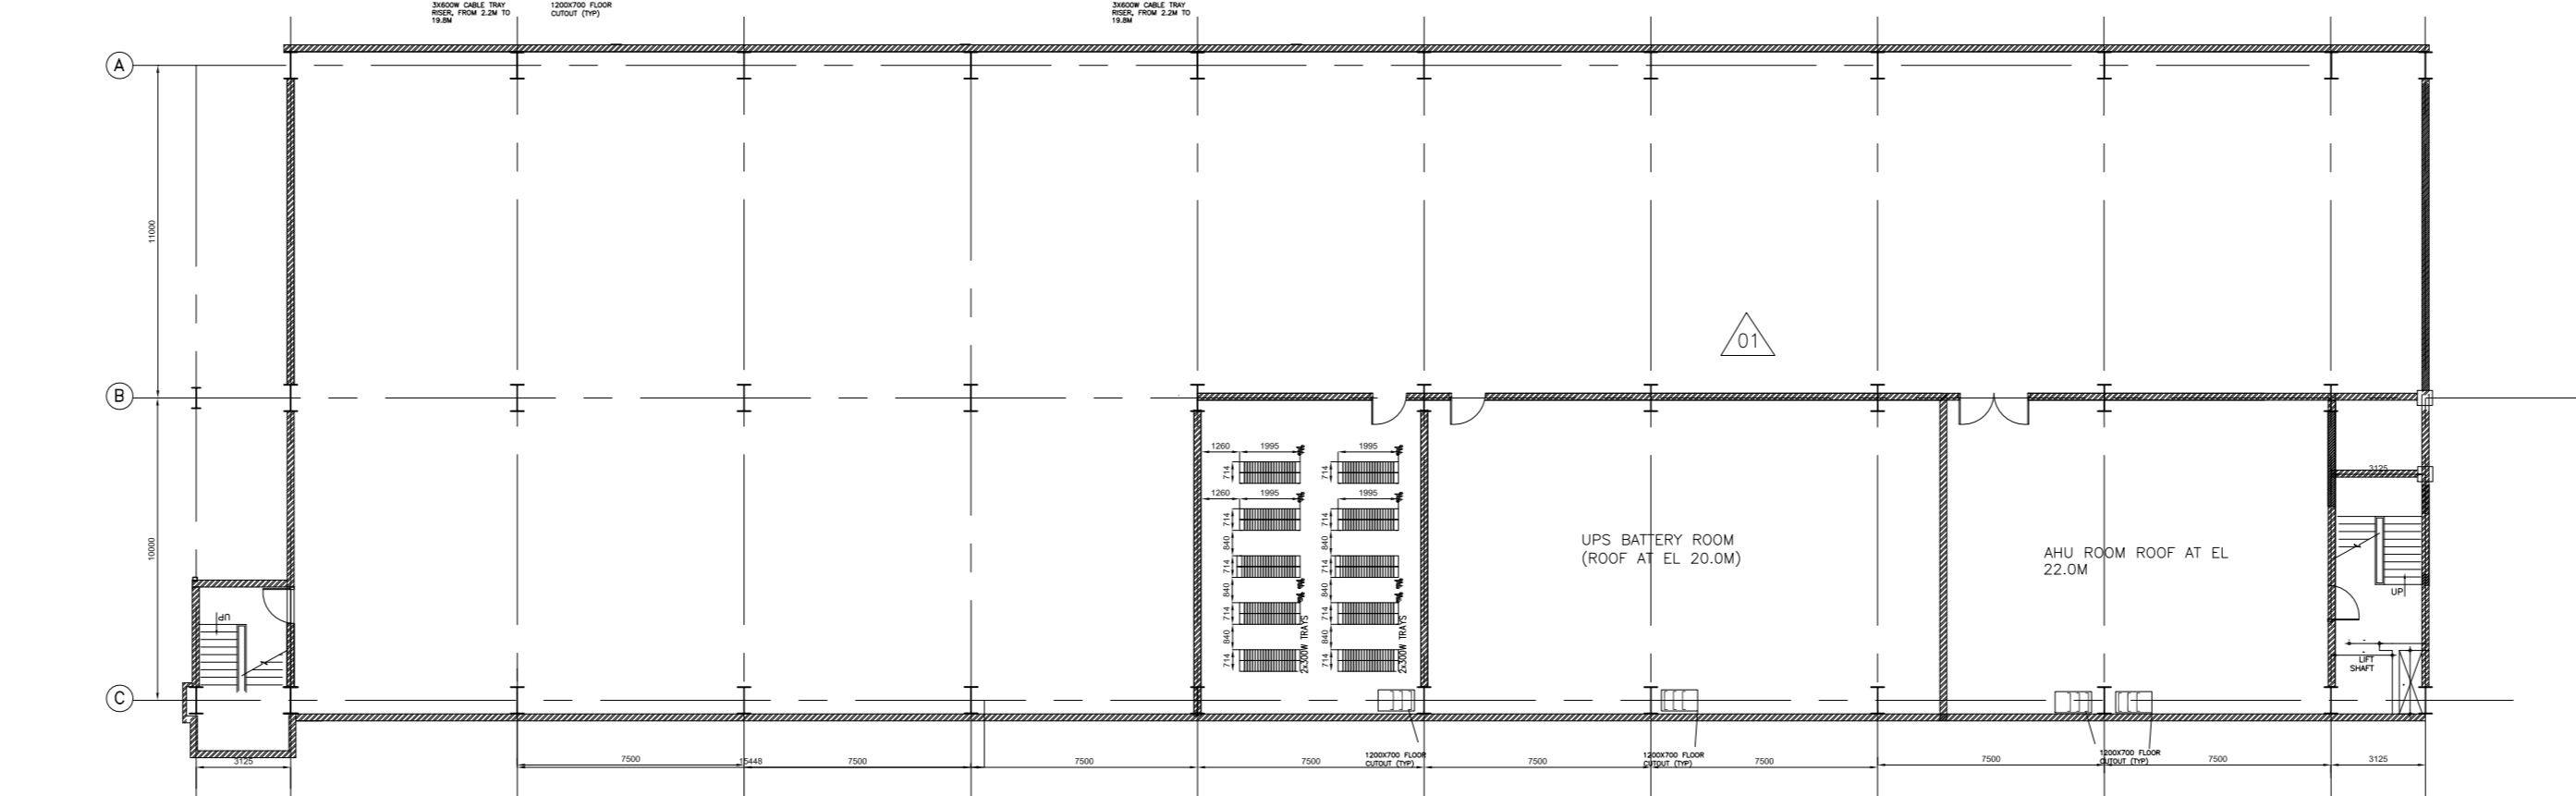 3X600W CABLE TRAY
RISER, FROM 2.2M TO
19.8M
1200X700 FLOOR
CUTOUT (TYP)
3X600W CABLE TRAY
RISER, FROM 2.2M TO
19.8M
A
11000
01
B
10000
1260
1995
1995
714
714
1260
1995
1995
714
714
840
840
714
714
840
840
714
714
840
840
714
714
2x300W TRAYS
2x300W TRAYS
UPS BATTERY ROOM
(ROOF AT EL 20.0M)
AHU ROOM ROOF AT EL
22.0M
3125
UP
UP
LIFT
SHAFT
C
1200X700 FLOOR
CUTOUT (TYP)
1200X700 FLOOR
CUTOUT (TYP)
1200X700 FLOOR
CUTOUT (TYP)
3125
7500
15448
7500
7500
7500
7500
7500
7500
7500
3125